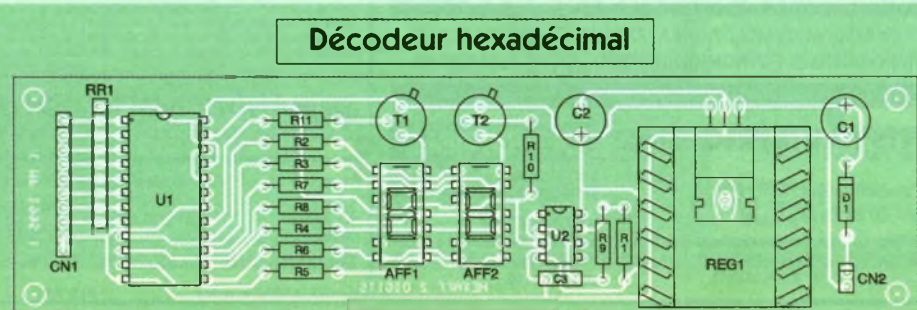 Décodeur hexadécimal
RR1
CN1
U1
R11
R2
R3
R7
R8
R4
R6
R5
T1
T2
AFF1
AFF2
R10
C2
U2
C3
R9
R1
REG1
C1
D1
CN2